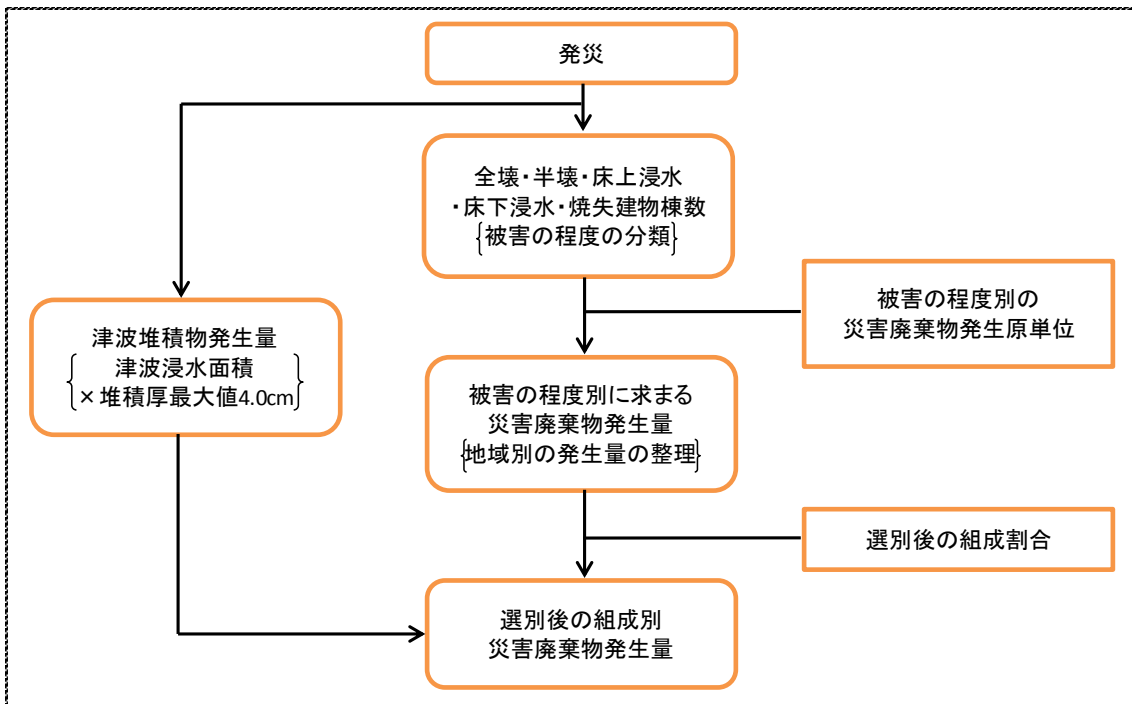 発災
全壊・半壊・床上浸水
・床下浸水・焼失建物棟数
{被害の程度の分類}
被害の程度別の
災害廃棄物発生原単位
津波堆積物発生量
津波浸水面積
× 堆積厚最大値4.0cm
被害の程度別に求まる
災害廃棄物発生量
{地域別の発生量の整理}
選別後の組成割合
選別後の組成別
災害廃棄物発生量